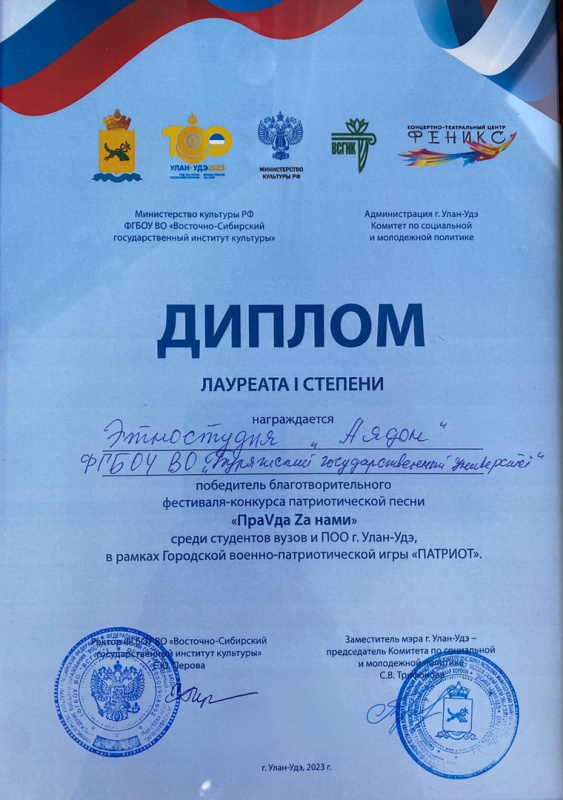 УЛАН-УДЭ 2023
МИНИСТЕРСТВО
КУЛЬТУРЫ РФ
ВСГИК
КОНЦЕРТНО-ТЕАТРАЛЬНЫЙ ЦЕНТР
ФЕНИКС
Министерство культуры РФ
ФГБОУ ВО «Восточно-Сибирский
государственный институт культуры»
Администрация г. Улан-Удэ
Комитет по социальной
и молодежной политике
ДИПЛОМ
ЛАУРЕАТА I СТЕПЕНИ
награждается
Этностудия „Аядон“
ФГБОУ ВО „Бурятский государственный университет“
победитель благотворительного
фестиваля-конкурса патриотической песни
«ПраVда Zа нами»
среди студентов вузов и ПОО г. Улан-Удэ,
в рамках Городской военно-патриотической игры «ПАТРИОТ».
Ректор ФГБОУ ВО «Восточно-Сибирский
государственный институт культуры»
Е.Ю. Перова
Заместитель мэра г. Улан-Удэ –
председатель Комитета по социальной
и молодежной политике
С.В. Трифонова
г. Улан-Удэ, 2023 г.